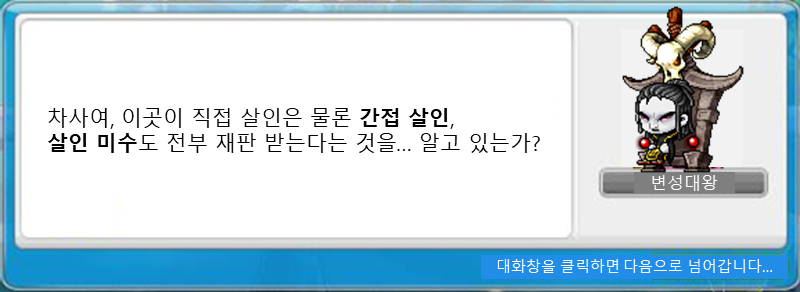 차사여, 이곳이 직접 살인은 물론 간접 살인,
살인 미수도 전부 재판 받는다는 것을... 알고 있는가?
변성대왕
대화창을 클릭하면 다음으로 넘어갑니다...